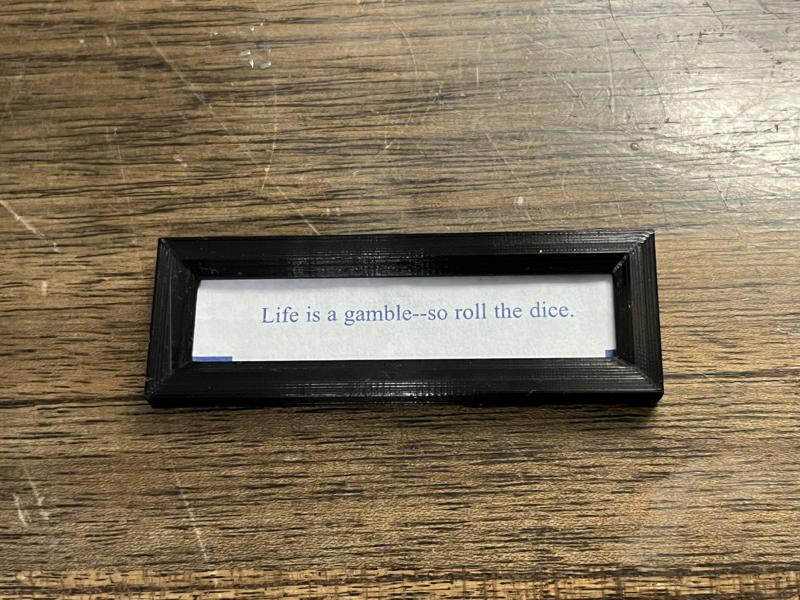 Life is a gamble--so roll the dice.